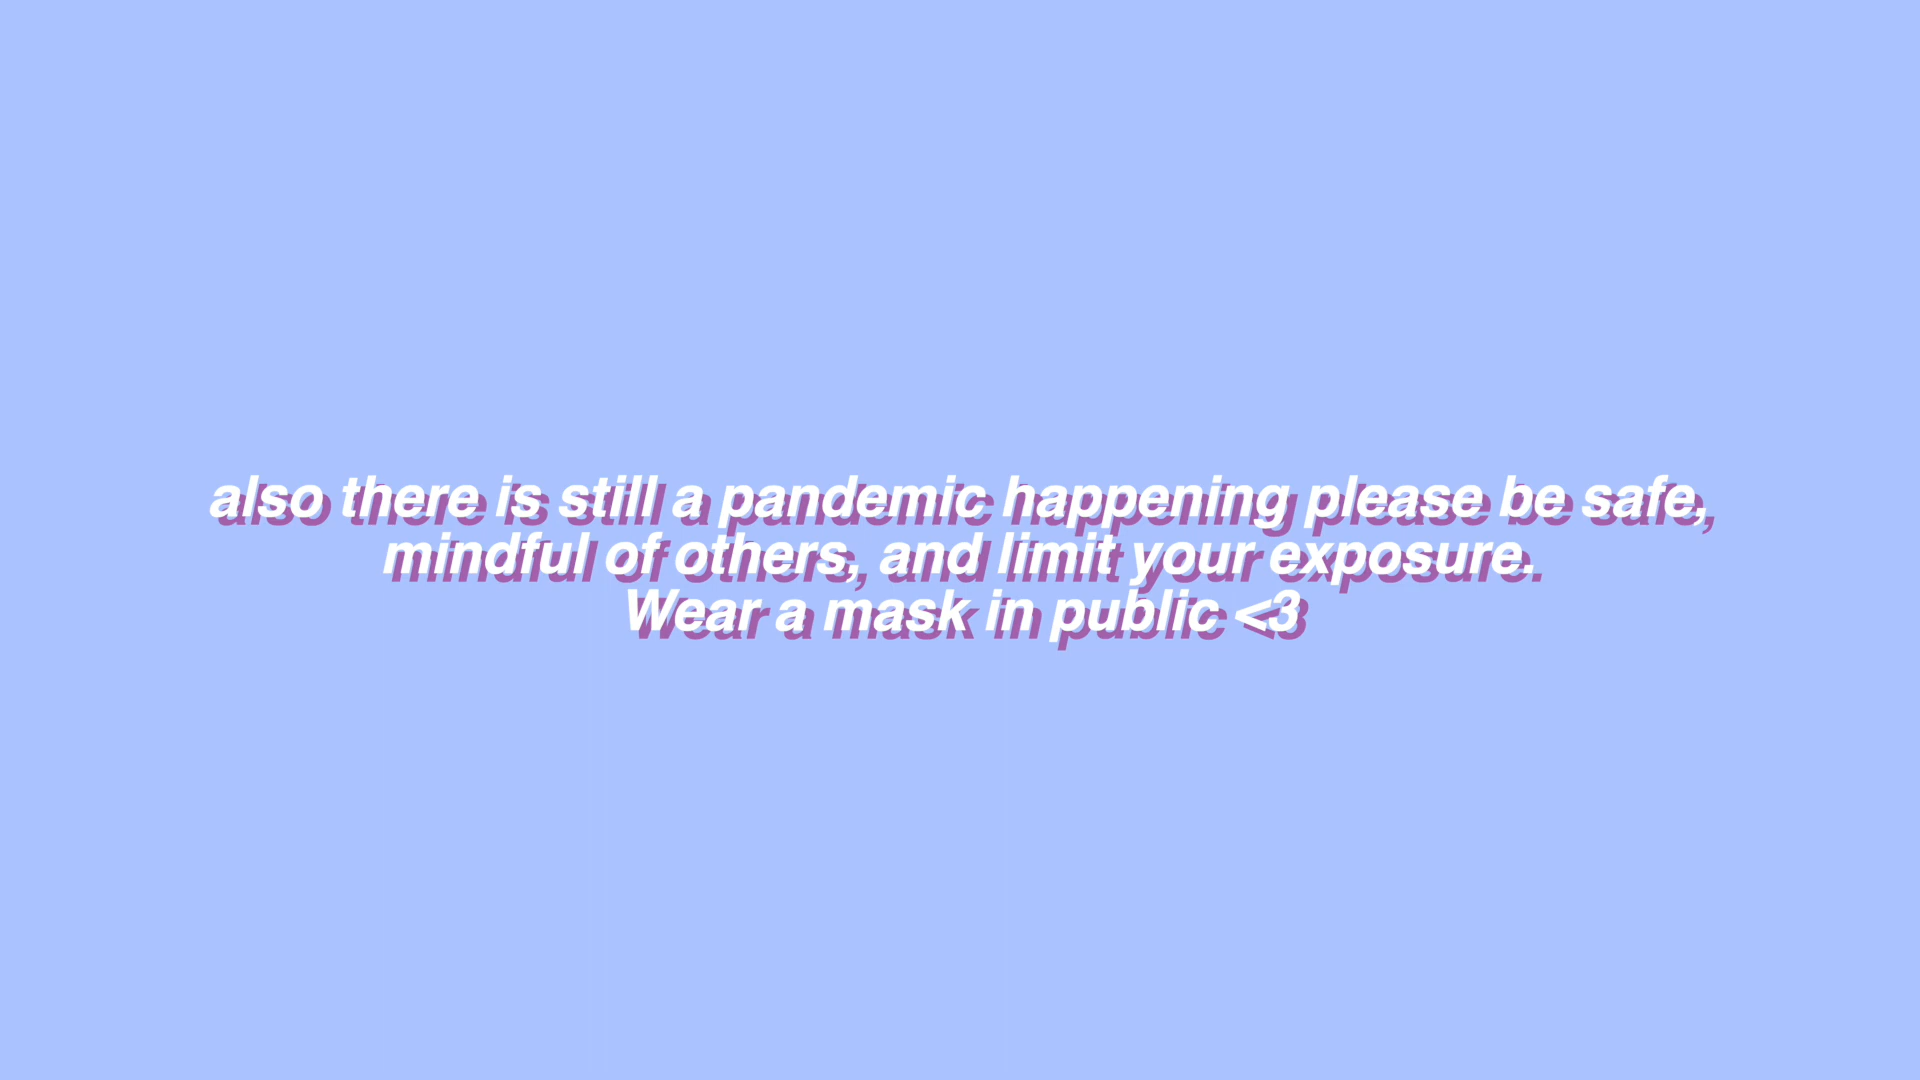 also there is still a pandemic happening please be safe,
mindful of others, and limit your exposure.
Wear a mask in public <3